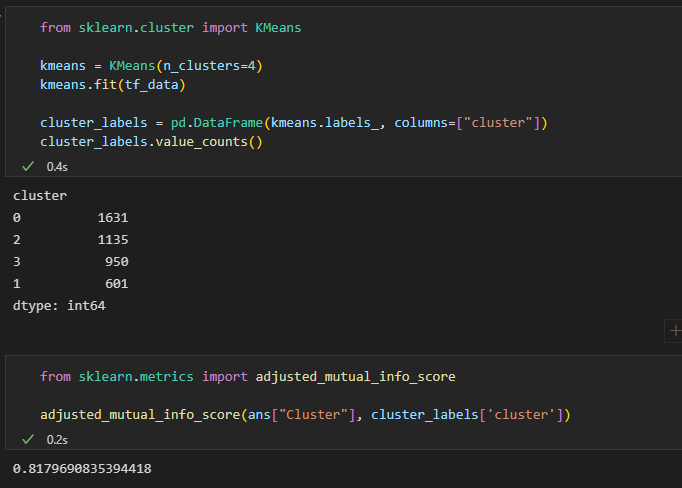 from sklearn.cluster import KMeans
kmeans = KMeans(n_clusters=4)
kmeans.fit(tf_data)
cluster_labels = pd.DataFrame(kmeans.labels_, columns=["cluster"])
cluster_labels.value_counts()
0.4s
cluster
0 1631
2 1135
3 950
1 601
dtype: int64
from sklearn.metrics import adjusted_mutual_info_score
adjusted_mutual_info_score(ans["Cluster"], cluster_labels['cluster'])
0.2s
0.8179690835394418